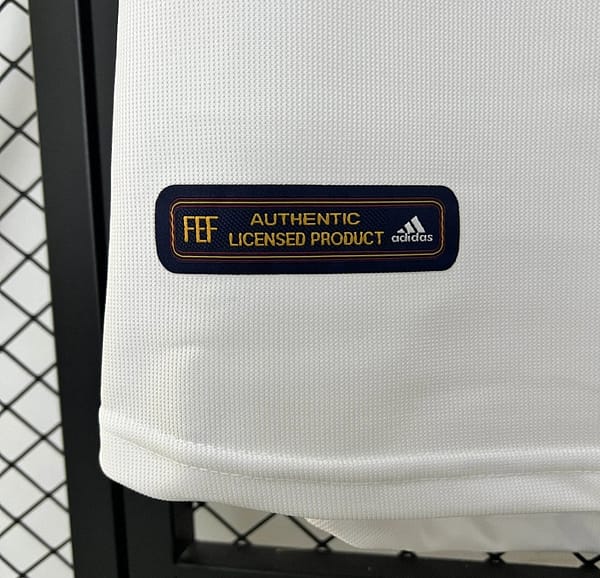 FEF
AUTHENTIC
LICENSED PRODUCT
adidas